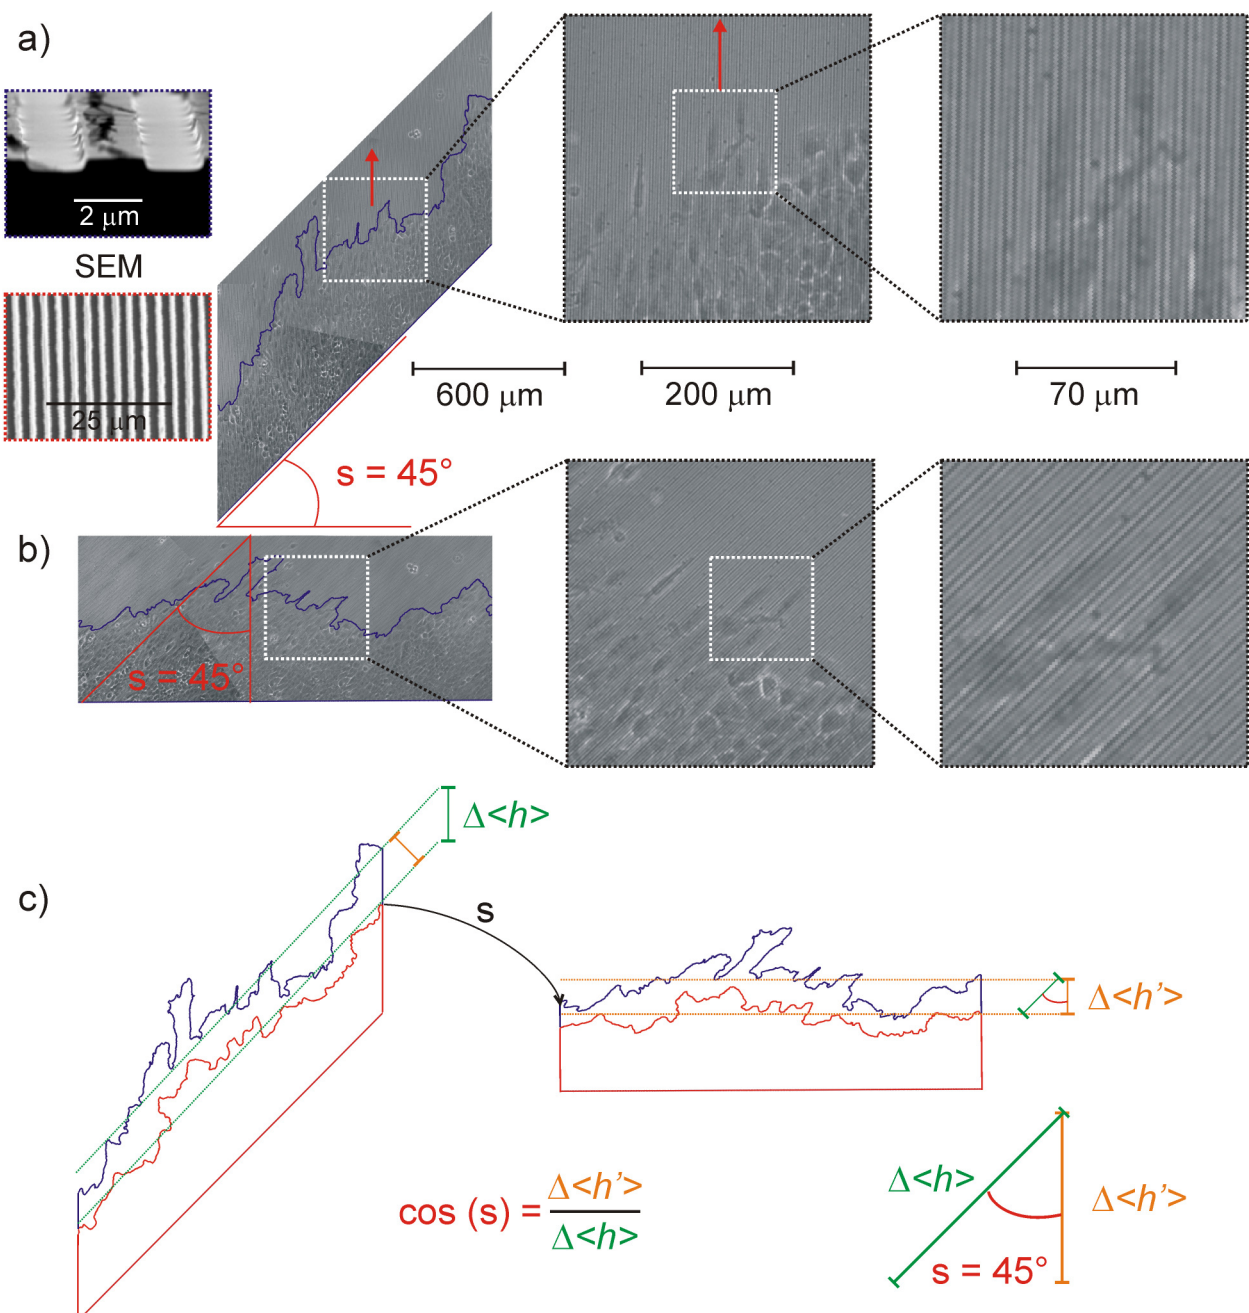 a)
2 μm
SEM
25 μm
600 μm
200 μm
70 μm
s = 45°
b)
s = 45°
c)
Δ<h>
s
Δ<h'>
cos (s) = Δ<h'>
Δ<h>
Δ<h>
Δ<h'>
s = 45°